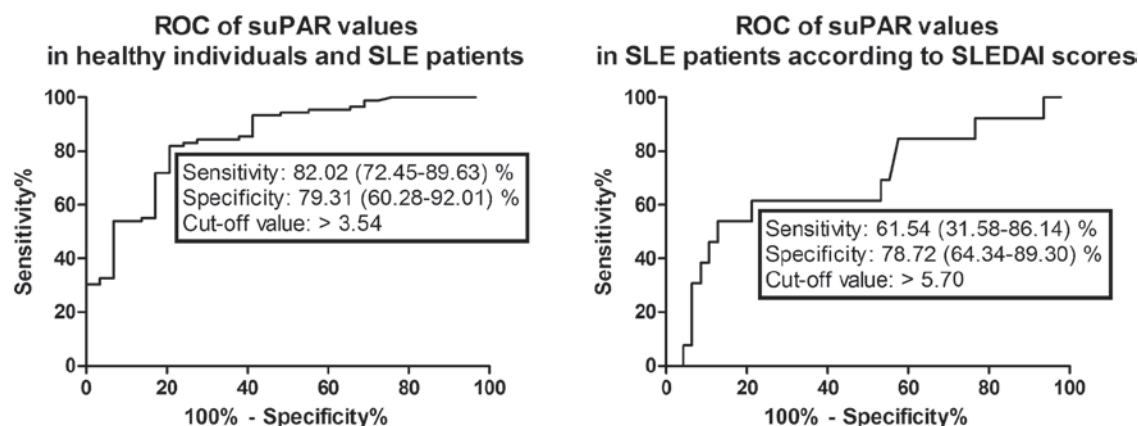 ROC of suPAR values
in healthy individuals and SLE patients
100
80
60
40
20
0
Sensitivity%
Sensitivity: 82.02 (72.45-89.63) %
Specificity: 79.31 (60.28-92.01) %
Cut-off value: > 3.54
0 20 40 60 80 100
100% - Specificity%
ROC of suPAR values
in SLE patients according to SLEDAI scores
100
80
60
40
20
0
Sensitivity%
Sensitivity: 61.54 (31.58-86.14) %
Specificity: 78.72 (64.34-89.30) %
Cut-off value: > 5.70
0 20 40 60 80 100
100% - Specificity%